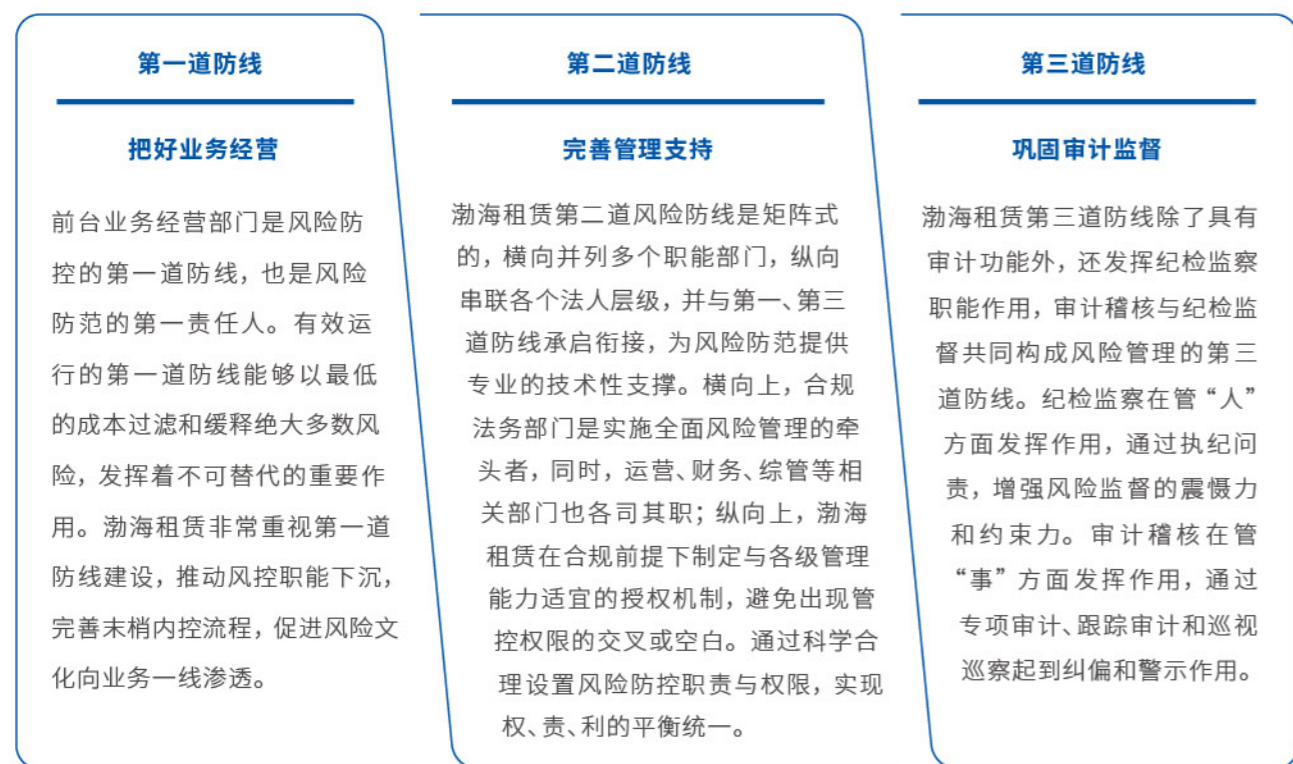 第一道防线
把好业务经营
前台业务经营部门是风险防
控的第一道防线，也是风险
防范的第一责任人。有效运
行的第一道防线能够以最低
的成本过滤和缓释绝大多数风
险，发挥着不可替代的重要作
用。渤海租赁非常重视第一道
防线建设，推动风控职能下沉，
完善末梢内控流程，促进风险文
化向业务一线渗透。
第二道防线
完善管理支持
渤海租赁第二道风险防线是矩阵式
的，横向并列多个职能部门，纵向
串联各个法人层级，并与第一、第三
道防线承启衔接，为风险防范提供
专业的技术性支撑。横向上，合规
法务部门是实施全面风险管理的牵
头者，同时，运营、财务、综管等相
关部门也各司其职；纵向上，渤海
租赁在合规前提下制定与各级管理
能力适宜的授权机制，避免出现管
控权限的交叉或空白。通过科学合
理设置风险防控职责与权限，实现
权、责、利的平衡统一。
第三道防线
巩固审计监督
渤海租赁第三道防线除了具有
审计功能外，还发挥纪检监察
职能作用，审计稽核与纪检监
督共同构成风险管理的第三
道防线。纪检监察在管“人”
方面发挥作用，通过执纪问
责，增强风险监督的震慑力
和约束力。审计稽核在管
“事”方面发挥作用，通过
专项审计、跟踪审计和巡视
巡察起到纠偏和警示作用。